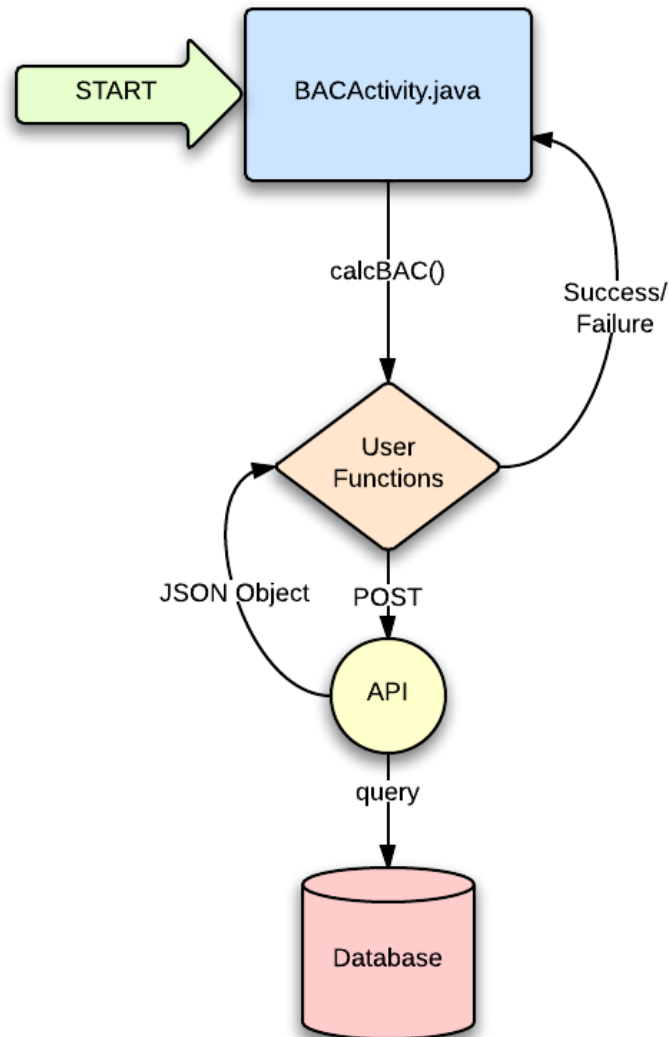 START
BACActivity.java
calcBAC()
Success/
Failure
User
Functions
JSON Object
POST
API
query
Database